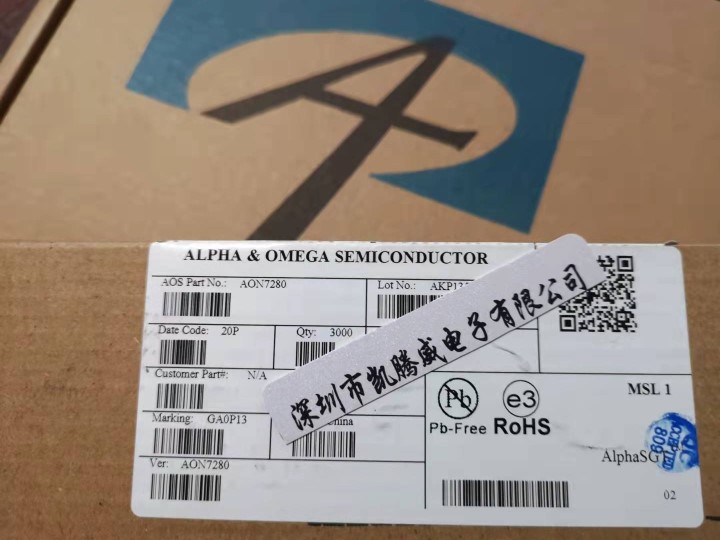 ALPHA & OMEGA SEMICONDUCTOR
AOS Part No.: AON7280
Lot No.:
Date Code: 20P
Qty: 3000
深圳市凯腾威电子有限公司
Customer Part#: N/A
Pb
e3
MSL 1
Pb-Free RoHS
Marking: GA0P13
Ver: AON7280
02